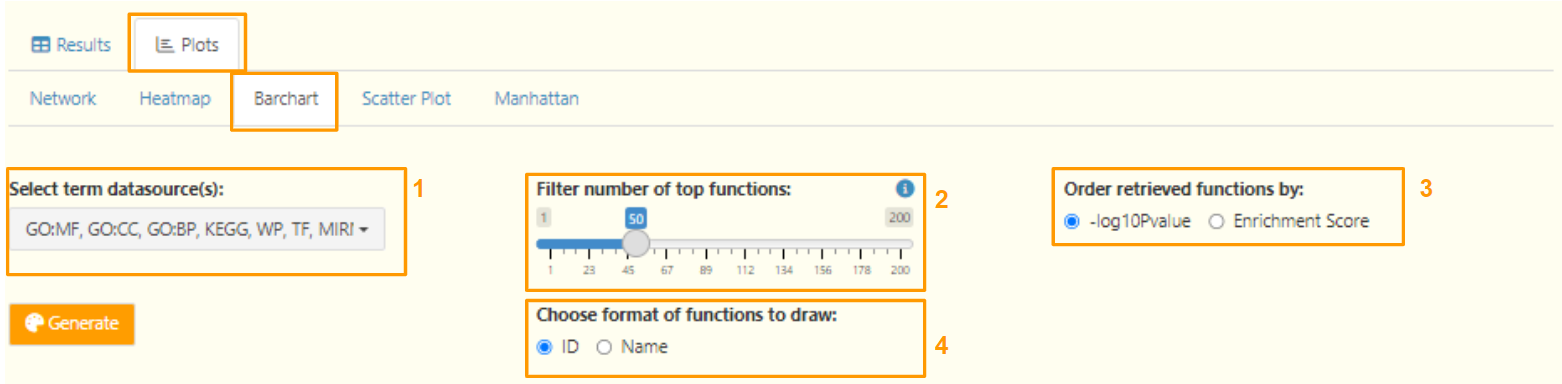 Results Plots
Network Heatmap Barchart Scatter Plot Manhattan
Select term datasource(s): 1
GO:MF, GO:CC, GO:BP, KEGG, WP, TF, MIRI
Generate
Filter number of top functions: 2
1 50 200
1 23 45 67 89 112 134 156 178 200
Choose format of functions to draw:
ID Name 4
Order retrieved functions by: 3
-log10Pvalue Enrichment Score